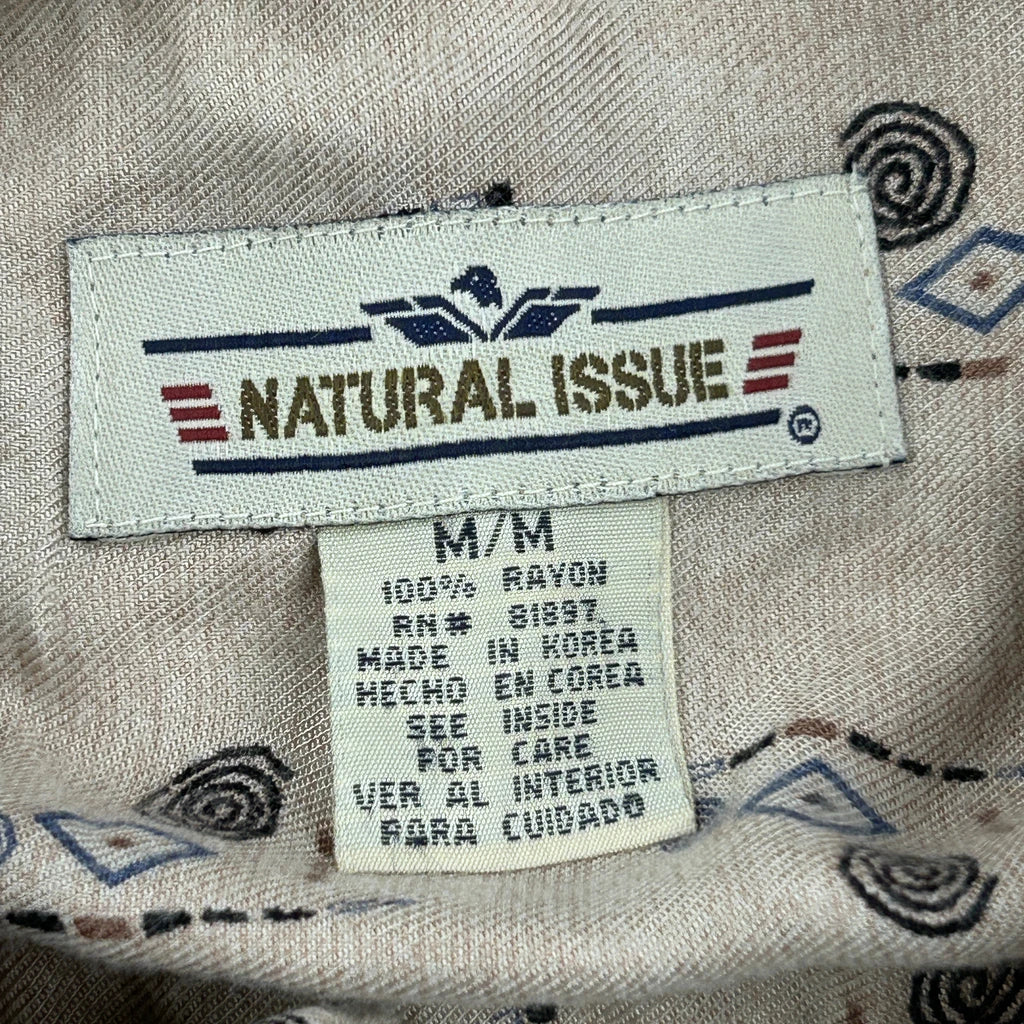 NATURAL ISSUE
®
M/M
100% RAYON
RN# 81897
MADE IN KOREA
HECHO EN COREA
SEE INSIDE
POR CARE
VER AL INTERIOR
PARA CUIDADO